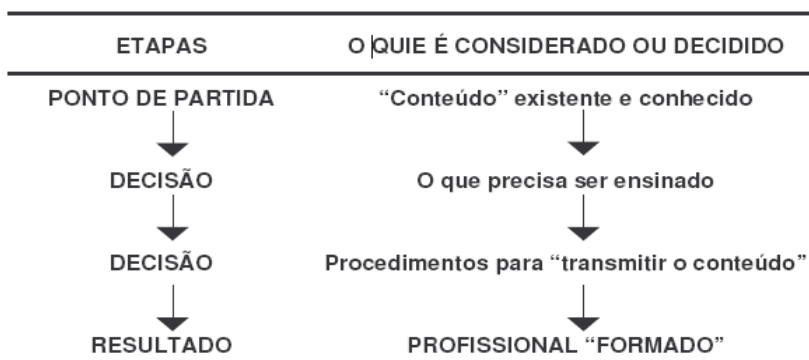 ETAPAS O QUIE É CONSIDERADO OU DECIDIDO
PONTO DE PARTIDA “Conteúdo” existente e conhecido
DECISÃO O que precisa ser ensinado
DECISÃO Procedimentos para “transmitir o conteúdo”
RESULTADO PROFISSIONAL “FORMADO”